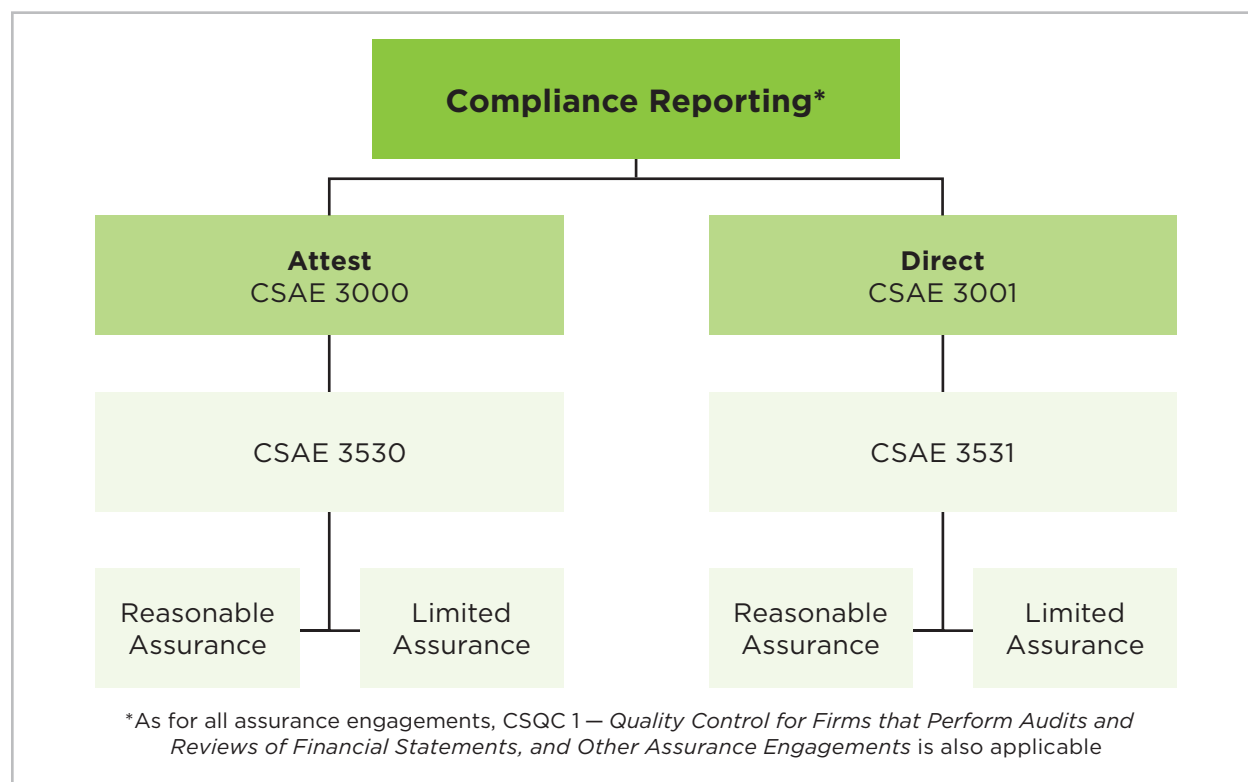 Compliance Reporting*
Attest
CSAE 3000
Direct
CSAE 3001
CSAE 3530
CSAE 3531
Reasonable
Assurance
Limited
Assurance
Reasonable
Assurance
Limited
Assurance
*As for all assurance engagements, CSQC 1 — Quality Control for Firms that Perform Audits and
Reviews of Financial Statements, and Other Assurance Engagements is also applicable